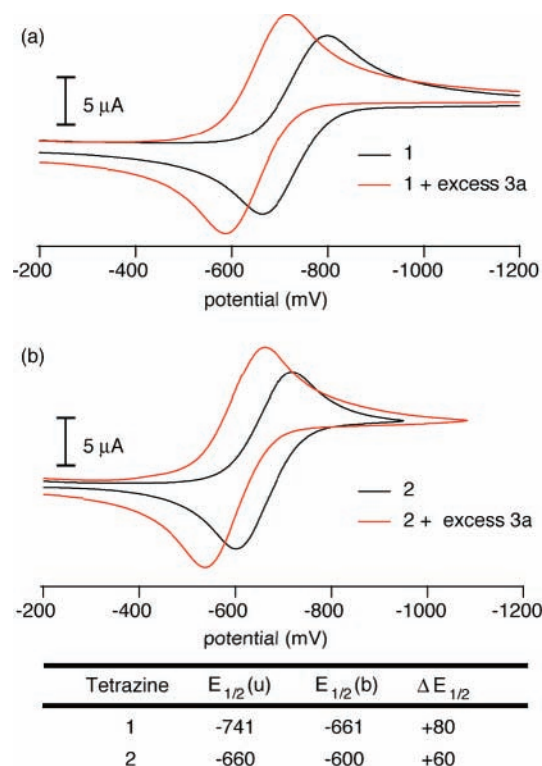 (a)
5 μA
1
1 + excess 3a
-200 -400 -600 -800 -1000 -1200
potential (mV)
(b)
5 μA
2
2 + excess 3a
-200 -400 -600 -800 -1000 -1200
potential (mV)
Tetrazine E1/2(u) E1/2(b) ΔE1/2
1 -741 -661 +80
2 -660 -600 +60